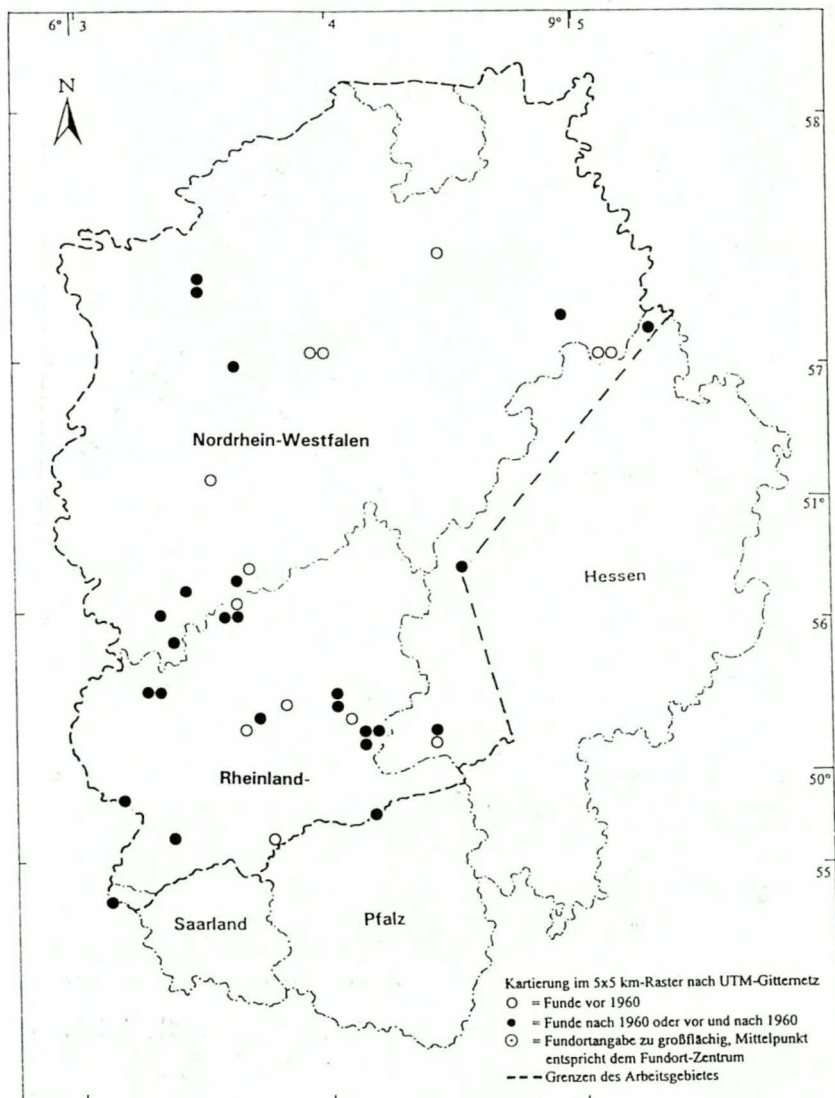 6° 3 4 9° 5
N
58
57
Nordrhein-Westfalen
51°
Hessen
56
Rheinland-
50°
55
Saarland
Pfalz
Kartierung im 5x5 km-Raster nach UTM-Gitternetz
○ = Funde vor 1960
● = Funde nach 1960 oder vor und nach 1960
⊙ = Fundortangabe zu großflächig, Mittelpunkt
entspricht dem Fundort-Zentrum
--- Grenzen des Arbeitsgebietes